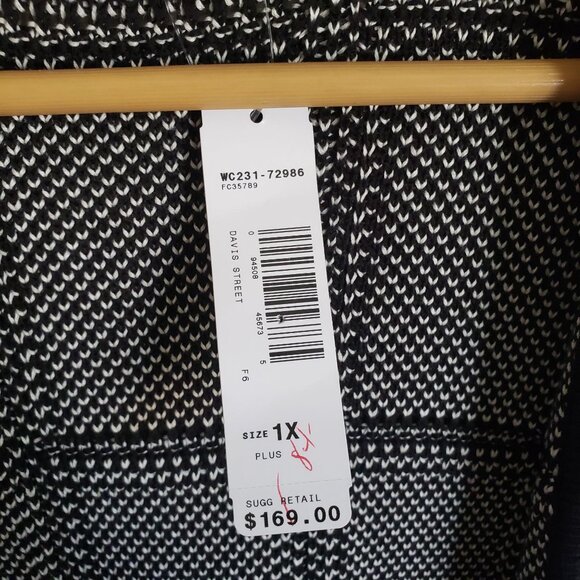 WC231-72986
FC35789
DAVIS STREET F6
0 94508 45673 5
SIZE 1X
PLUS
SUGG RETAIL
$169.00